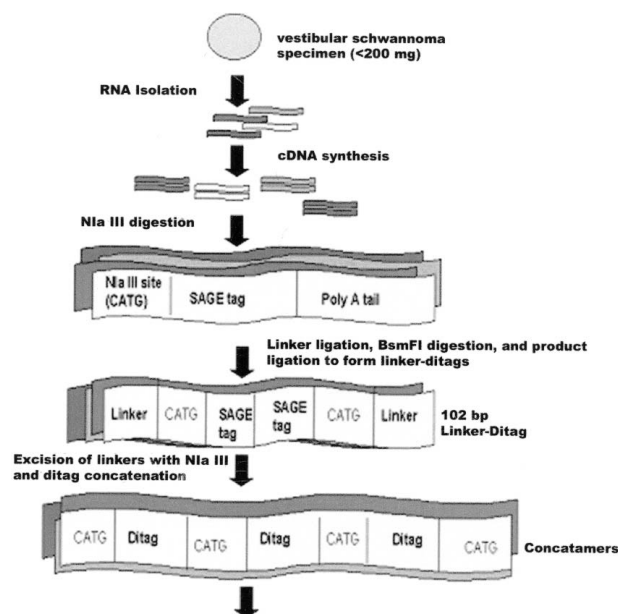 vestibular schwannoma
specimen (<200 mg)
RNA Isolation
cDNA synthesis
NIa III digestion
NIa III site
(CATG)
SAGE tag
Poly A tail
Linker ligation, BsmFI digestion, and product
ligation to form linker-ditags
Linker
CATG
SAGE
tag
SAGE
tag
CATG
Linker
102 bp
Linker-Ditag
Excision of linkers with NIa III
and ditag concatenation
CATG
Ditag
CATG
Ditag
CATG
Ditag
CATG
Concatamers